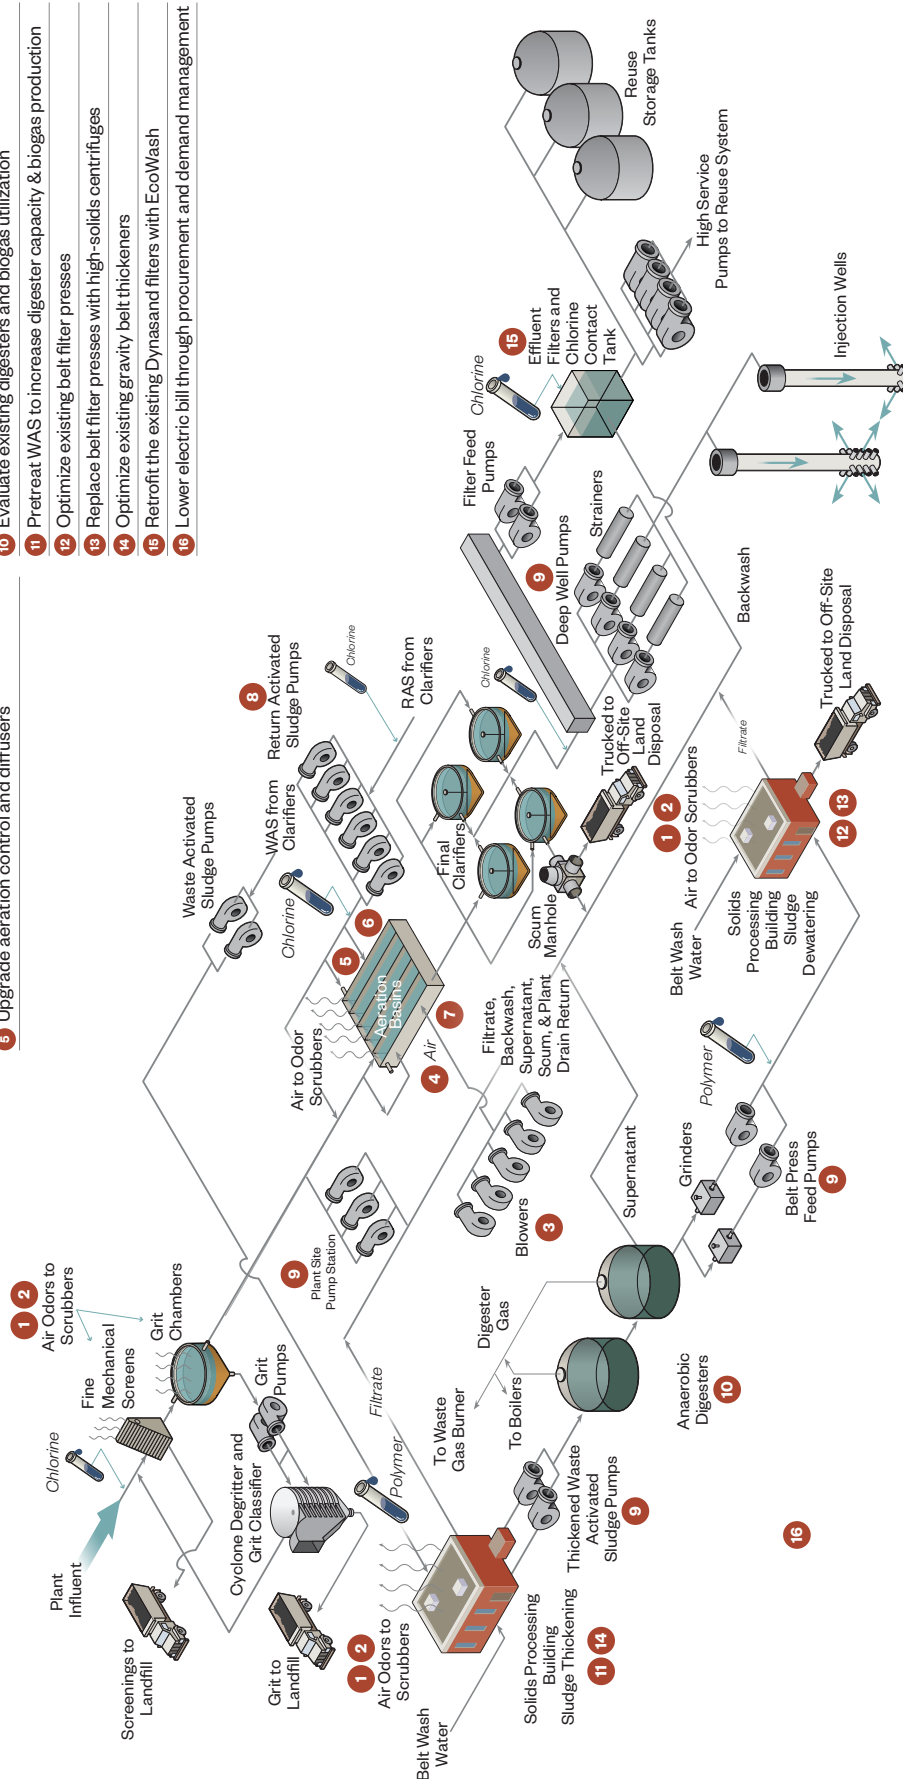 5 Upgrade aeration control and diffusers
10 Evaluate existing digesters and biogas utilization
11 Pretreat WAS to increase digester capacity & biogas production
12 Optimize existing belt filter presses
13 Replace belt filter presses with high-solids centrifuges
14 Optimize existing gravity belt thickeners
15 Retrofit the existing Dynasand filters with EcoWash
16 Lower electric bill through procurement and demand management
Plant
Influent
Chlorine
Fine
Mechanical
Screens
1 2
Air Odors to
Scrubbers
Grit
Chambers
Screenings to
Landfill
Cyclone Degritter and
Grit Classifier
Grit
Pumps
Grit to
Landfill
1 2
Air Odors to
Scrubbers
Polymer
Filtrate
Belt Wash
Water
Solids Processing
Building
Sludge Thickening
11 14
Thickened Waste
Activated
Sludge Pumps
9
To Waste
Gas Burner
To Boilers
Digester
Gas
Anaerobic
Digesters
10
16
9
Plant Site
Pump Station
Blowers
3
Supernatant
Grinders
Belt Press
Feed Pumps
9
Polymer
Waste Activated
Sludge Pumps
WAS from
Clarifiers
8
Return Activated
Sludge Pumps
Chlorine
Chlorine
RAS from
Clarifiers
Air to Odor
Scrubbers
5
6
Aeration
Basins
4
Air
7
Filtrate,
Backwash,
Supernatant,
Scum & Plant
Drain Return
Final
Clarifiers
Scum
Manhole
Chlorine
Trucked to
Off-Site
Land
Disposal
Belt Wash
Water
1 2
Air to Odor Scrubbers
Solids
Processing
Building
Sludge
Dewatering
12 13
Filtrate
Trucked to Off-Site
Land Disposal
Backwash
Filter Feed
Pumps
9
Deep Well Pumps
Strainers
Chlorine
15
Effluent
Filters and
Chlorine
Contact
Tank
High Service
Pumps to Reuse System
Reuse
Storage Tanks
Injection Wells